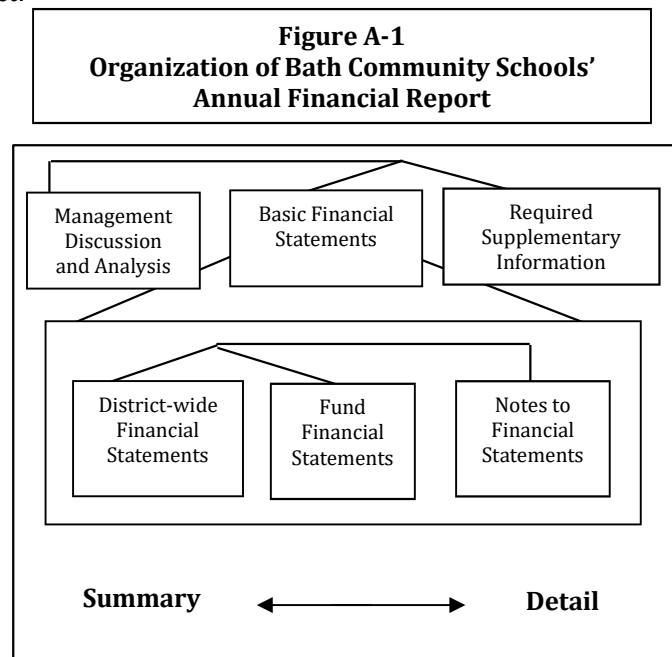 Figure A-1
Organization of Bath Community Schools'
Annual Financial Report
Management
Discussion
and Analysis
Basic Financial
Statements
Required
Supplementary
Information
District-wide
Financial
Statements
Fund
Financial
Statements
Notes to
Financial
Statements
Summary
Detail